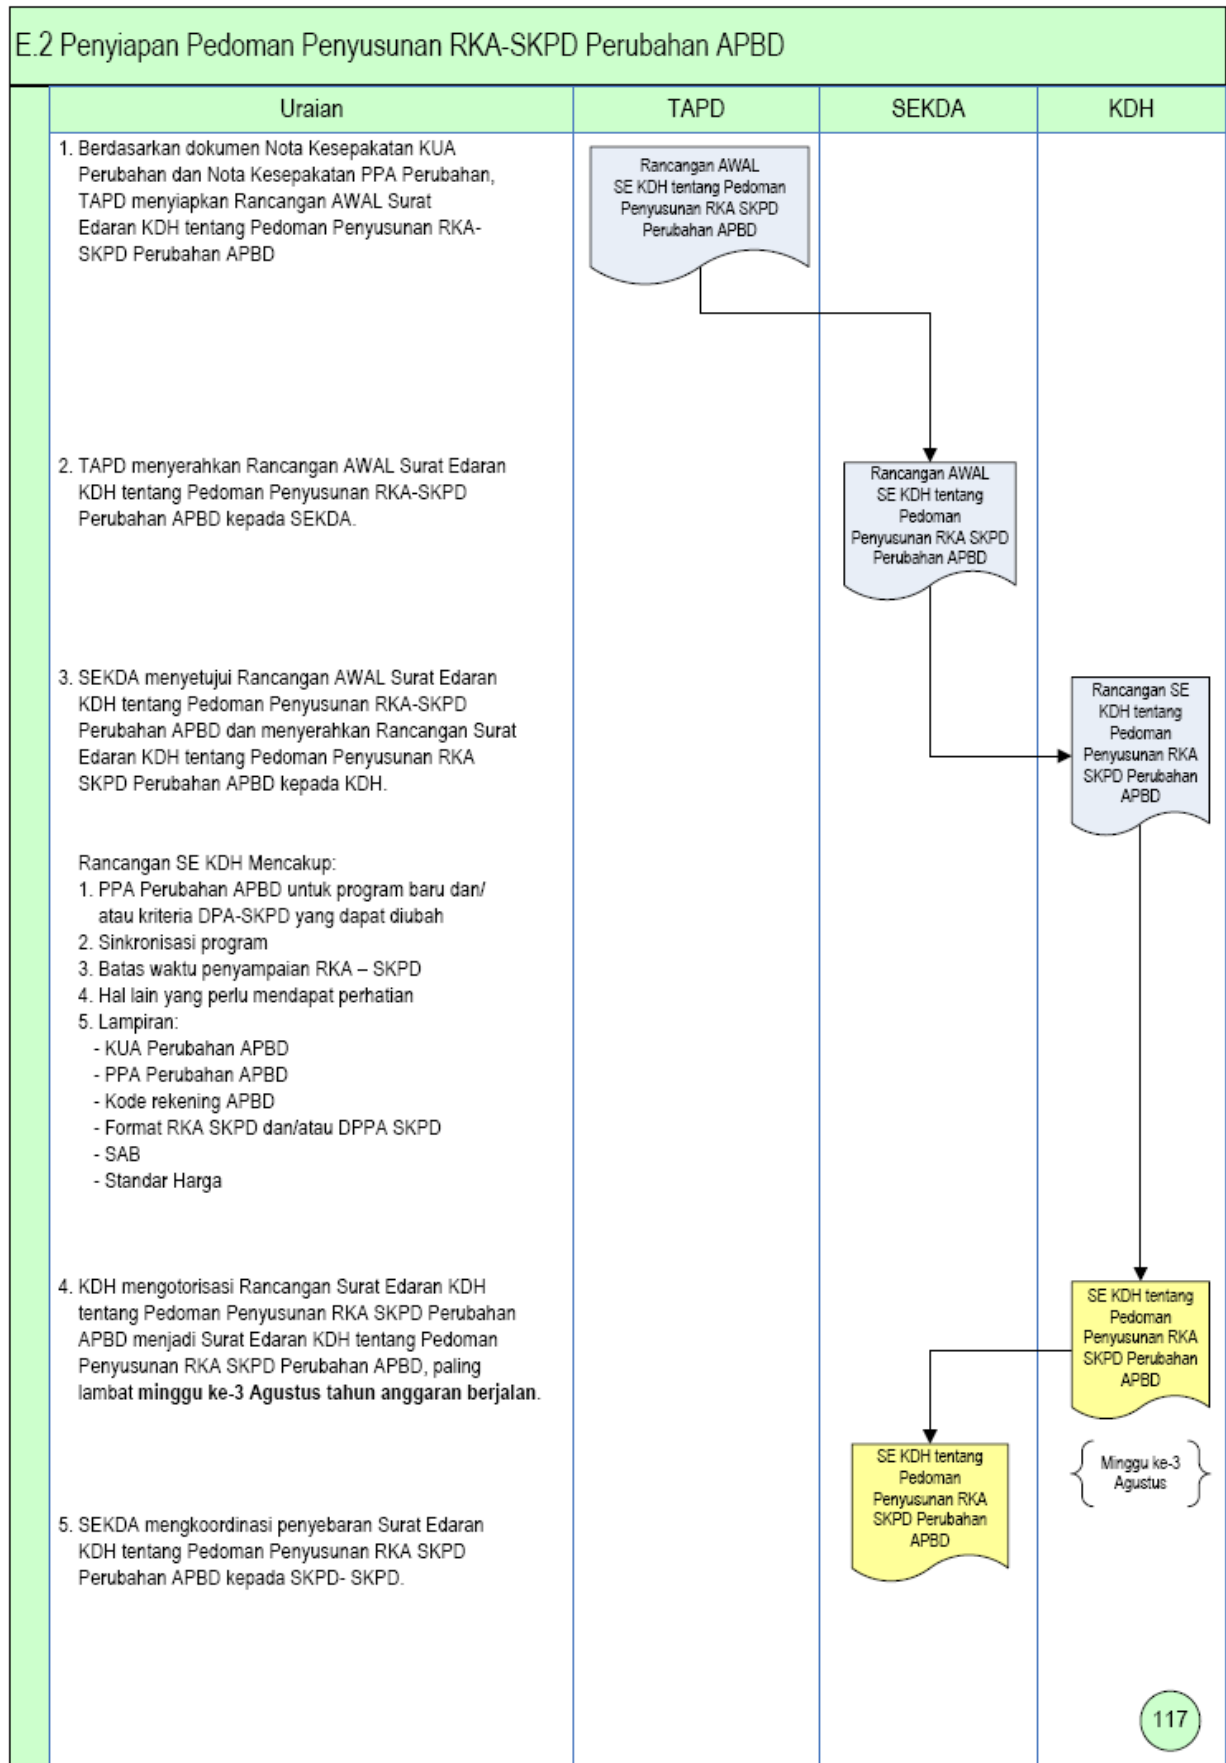 E.2 Penyiapan Pedoman Penyusunan RKA-SKPD Perubahan APBD
Uraian
TAPD
SEKDA
KDH
1. Berdasarkan dokumen Nota Kesepakatan KUA
Perubahan dan Nota Kesepakatan PPA Perubahan,
TAPD menyiapkan Rancangan AWAL Surat
Edaran KDH tentang Pedoman Penyusunan RKA-
SKPD Perubahan APBD
Rancangan AWAL
SE KDH tentang Pedoman
Penyusunan RKA SKPD
Perubahan APBD
2. TAPD menyerahkan Rancangan AWAL Surat Edaran
KDH tentang Pedoman Penyusunan RKA-SKPD
Perubahan APBD kepada SEKDA.
Rancangan AWAL
SE KDH tentang
Pedoman
Penyusunan RKA SKPD
Perubahan APBD
3. SEKDA menyetujui Rancangan AWAL Surat Edaran
KDH tentang Pedoman Penyusunan RKA-SKPD
Perubahan APBD dan menyerahkan Rancangan Surat
Edaran KDH tentang Pedoman Penyusunan RKA
SKPD Perubahan APBD kepada KDH.
Rancangan SE
KDH tentang
Pedoman
Penyusunan RKA
SKPD Perubahan
APBD
Rancangan SE KDH Mencakup:
1. PPA Perubahan APBD untuk program baru dan/
atau kriteria DPA-SKPD yang dapat diubah
2. Sinkronisasi program
3. Batas waktu penyampaian RKA – SKPD
4. Hal lain yang perlu mendapat perhatian
5. Lampiran:
- KUA Perubahan APBD
- PPA Perubahan APBD
- Kode rekening APBD
- Format RKA SKPD dan/atau DPPA SKPD
- SAB
- Standar Harga
4. KDH mengotorisasi Rancangan Surat Edaran KDH
tentang Pedoman Penyusunan RKA SKPD Perubahan
APBD menjadi Surat Edaran KDH tentang Pedoman
Penyusunan RKA SKPD Perubahan APBD, paling
lambat minggu ke-3 Agustus tahun anggaran berjalan.
SE KDH tentang
Pedoman
Penyusunan RKA
SKPD Perubahan
APBD
Minggu ke-3
Agustus
SE KDH tentang
Pedoman
Penyusunan RKA
SKPD Perubahan
APBD
5. SEKDA mengkoordinasi penyebaran Surat Edaran
KDH tentang Pedoman Penyusunan RKA SKPD
Perubahan APBD kepada SKPD- SKPD.
117